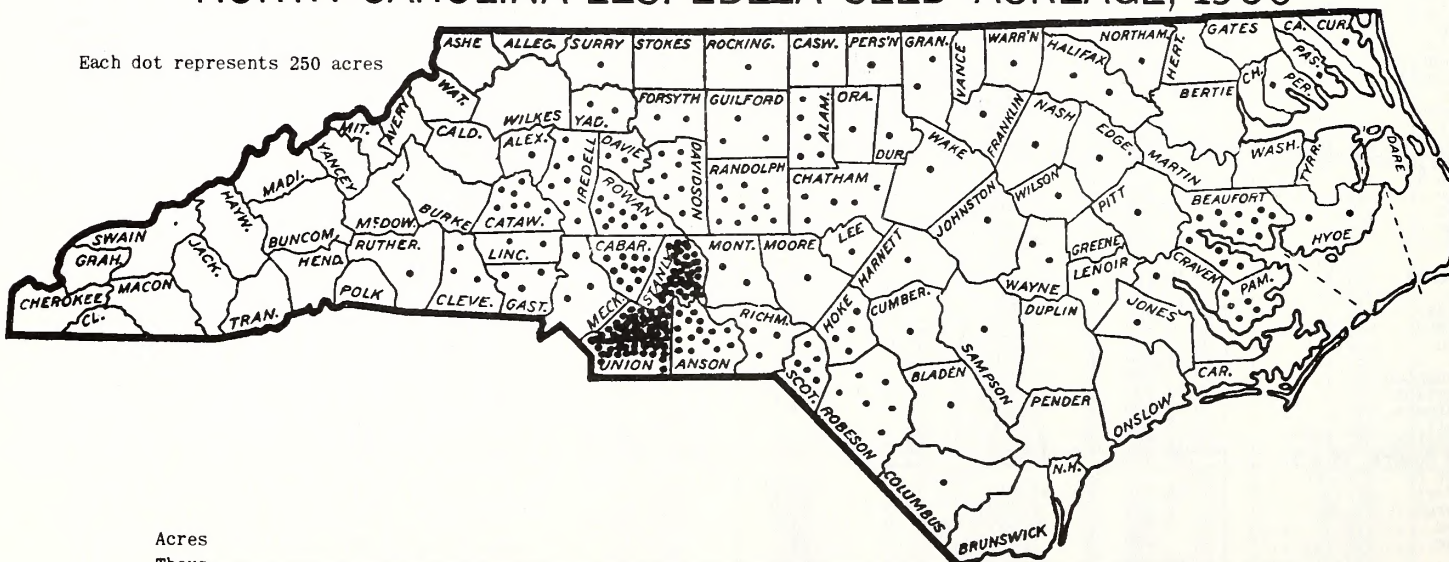 NORTH CAROLINA LESPEDEZA SEED ACREAGE,
Each dot represents 250 acres
ASHE ALLEG. SURRY STOKES ROCKING. CASW. PERS'N GRAN. VANCE WARR'N HALIFAX NORTHAM. HERT. GATES CA. CUR.
WAT. WILKES YAD. FORSYTH GUILFORD ALAM. ORA. DUR. FRANKLIN NASH BERTIE CH. PER. PAS.
MIT. AVERY CALD. ALEX. IREDELL DAVIE DAVIDSON RANDOLPH CHATHAM WAKE EDGE. MARTIN WASH. TYRR. DARE
MADI. YANCEY McDOW. BURKE CATAW. ROWAN JOHNSTON WILSON PITT BEAUFORT HYDE
SWAIN HAYW. BUNCOM. RUTHER. LINC. CABAR. STANLY MONT. MOORE LEE HARNETT GREENE CRAVEN PAM.
GRAH. JACK. HEND. WAYNE LENOIR
CHEROKEE MACON POLK CLEVE. GAST. MECK. RICHM. HOKE CUMBER. DUPLIN JONES
CL. TRAN. UNION ANSON SCOT. SAMPSON CAR.
ROBESON BLADEN PENDER ONSLOW
COLUMBUS N.H.
BRUNSWICK
Acres